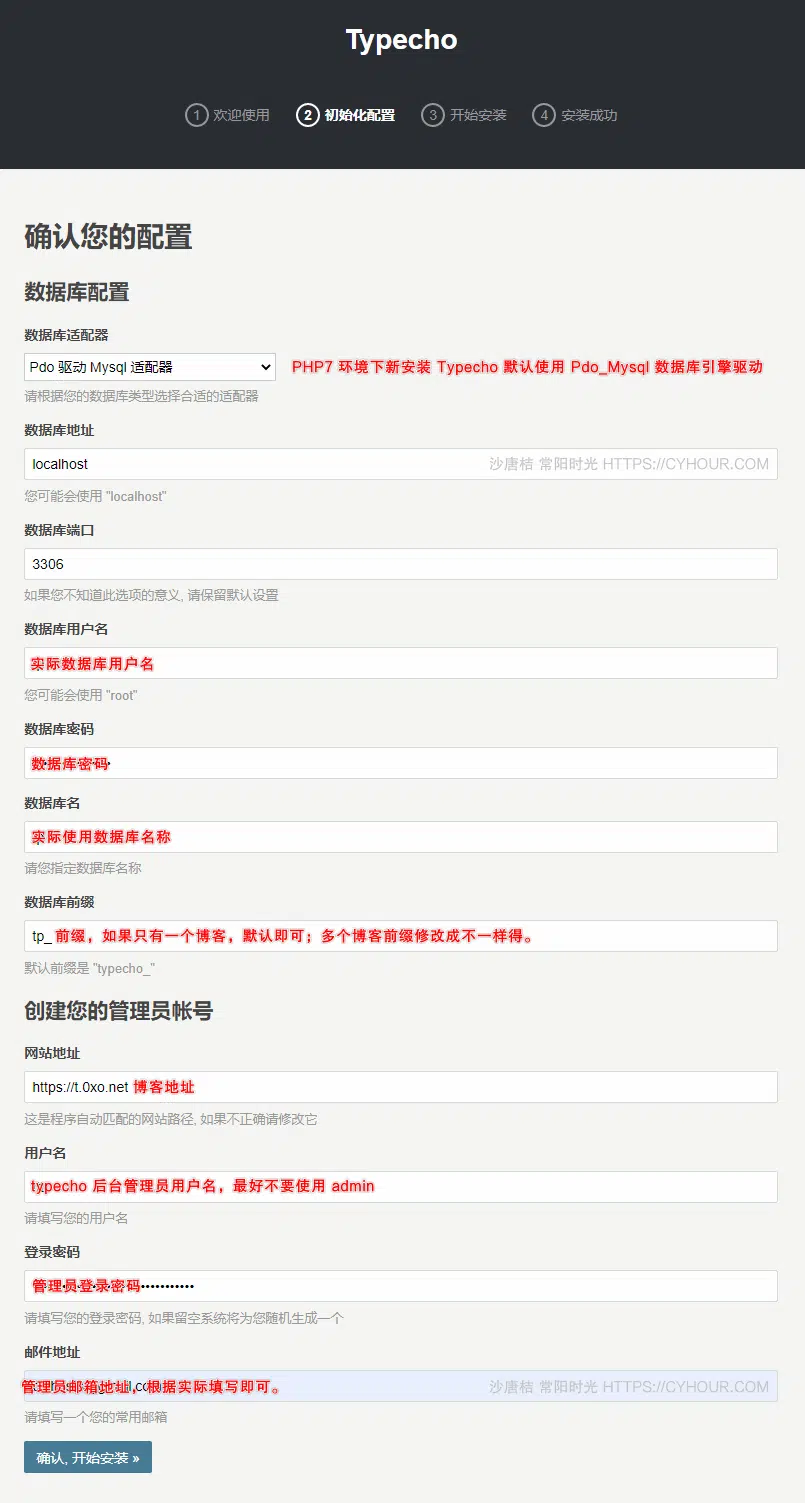 Typecho
1 欢迎使用 2 初始化配置 3 开始安装 4 安装成功
确认您的配置
数据库配置
数据库适配器
Pdo 驱动 Mysql 适配器 PHP7 环境下新安装 Typecho 默认使用 Pdo_Mysql 数据库引擎驱动
请根据您的数据库类型选择合适的适配器
数据库地址
localhost 沙唐桔 常阳时光 HTTPS://CYHOUR.COM
您可能会使用 "localhost"
数据库端口
3306
如果您不知道此选项的意义, 请保留默认设置
数据库用户名
实际数据库用户名
您可能会使用 "root"
数据库密码
数据库密码
数据库名
实际使用数据库名称
请您指定数据库名称
数据库前缀
tp_ 前缀，如果只有一个博客，默认即可；多个博客前缀修改成不一样得。
默认前缀是 "typecho_"
创建您的管理员帐号
网站地址
https://t.0xo.net 博客地址
这是程序自动匹配的网站路径, 如果不正确请修改它
用户名
typecho 后台管理员用户名，最好不要使用 admin
请填写您的用户名
登录密码
管理员登录密码•••••••••••
请填写您的登录密码, 如果留空系统将为您随机生成一个
邮件地址
管理员邮箱地址，根据实际填写即可。 沙唐桔 常阳时光 HTTPS://CYHOUR.COM
请填写一个您的常用邮箱
确认, 开始安装 »